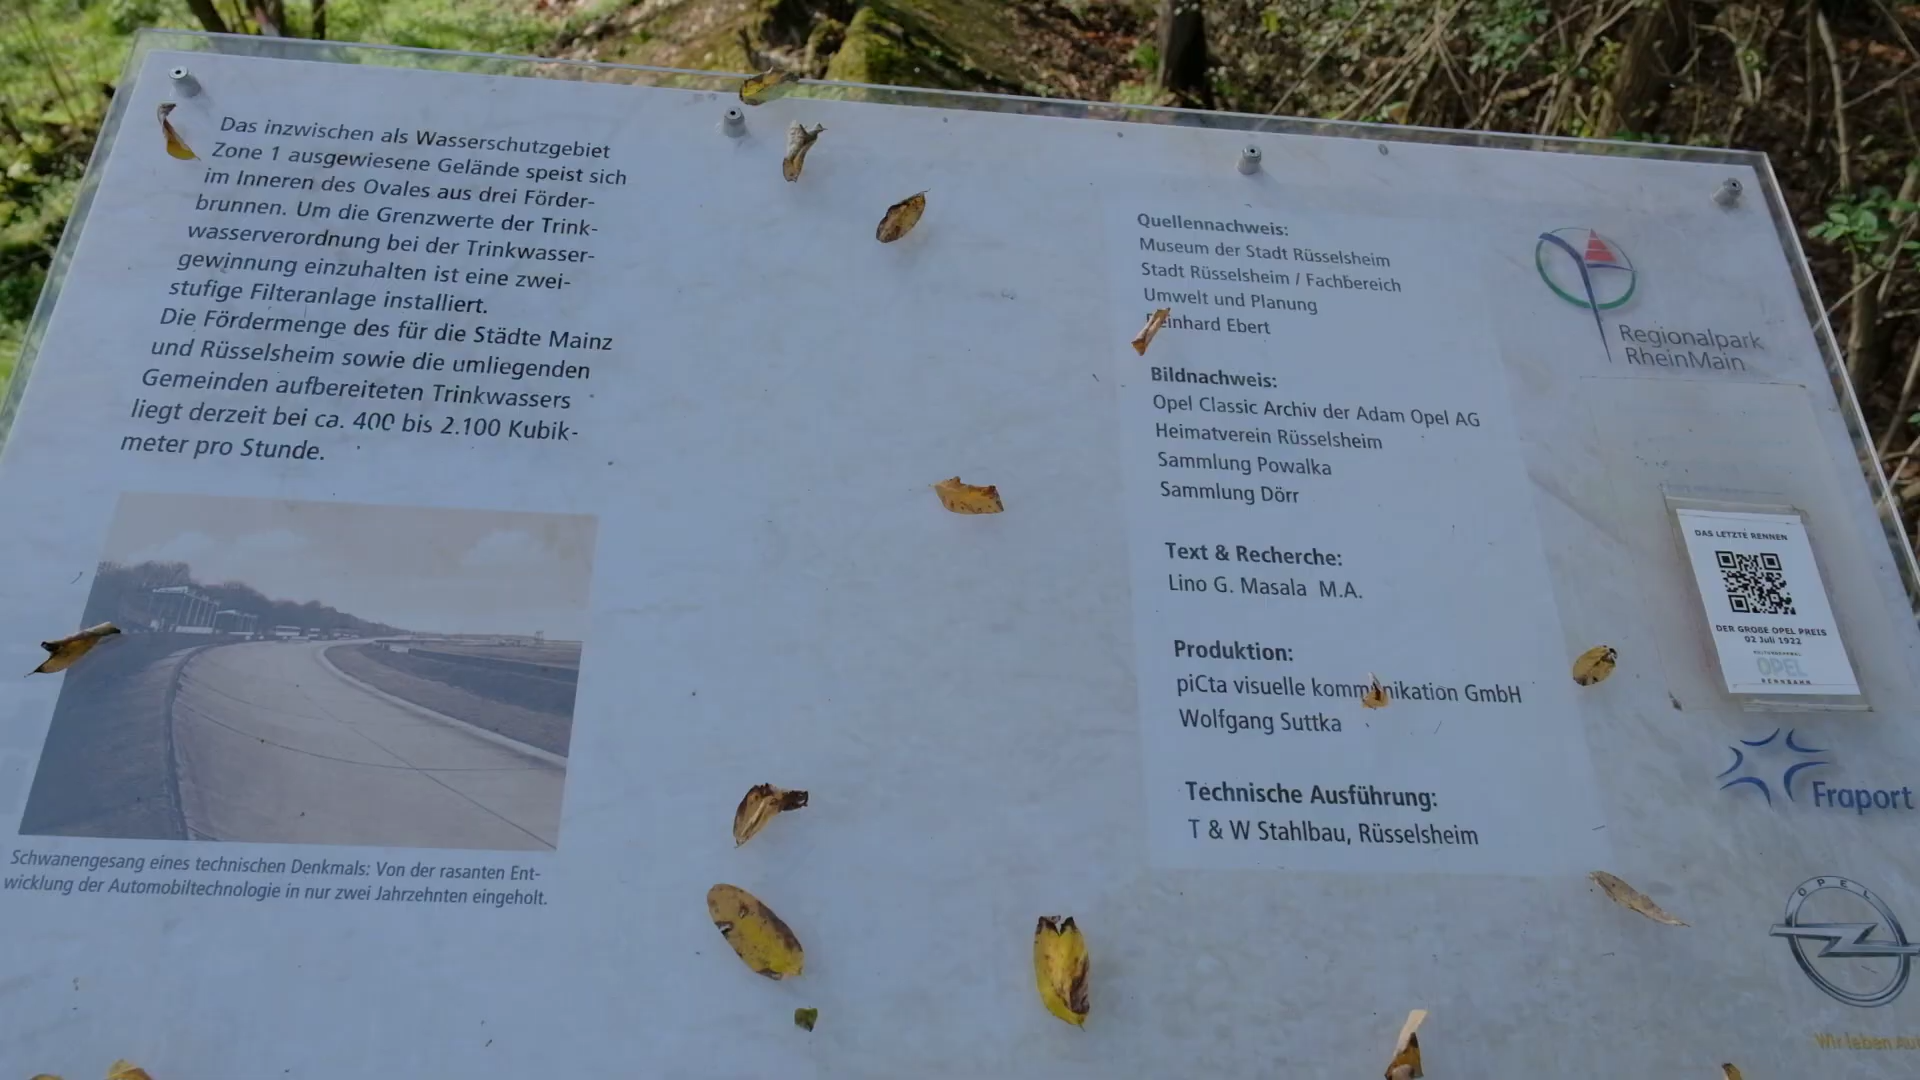 Das inzwischen als Wasserschutzgebiet
Zone 1 ausgewiesene Gelände speist sich
im Inneren des Ovales aus drei Förder-
brunnen. Um die Grenzwerte der Trink-
wasserverordnung bei der Trinkwasser-
gewinnung einzuhalten ist eine zwei-
stufige Filteranlage installiert.
Die Fördermenge des für die Städte Mainz
und Rüsselsheim sowie die umliegenden
Gemeinden aufbereiteten Trinkwassers
liegt derzeit bei ca. 400 bis 2.100 Kubik-
meter pro Stunde.
Schwanengesang eines technischen Denkmals: Von der rasanten Ent-
wicklung der Automobiltechnologie in nur zwei Jahrzehnten eingeholt.
Quellennachweis:
Museum der Stadt Rüsselsheim
Stadt Rüsselsheim / Fachbereich
Umwelt und Planung
Reinhard Ebert
Bildnachweis:
Opel Classic Archiv der Adam Opel AG
Heimatverein Rüsselsheim
Sammlung Powalka
Sammlung Dörr
Text & Recherche:
Lino G. Masala M.A.
Produktion:
piCta visuelle kommunikation GmbH
Wolfgang Suttka
Technische Ausführung:
T & W Stahlbau, Rüsselsheim
Regionalpark
RheinMain
DAS LETZTE RENNEN
DER GROßE OPEL PREIS
02 Juli 1922
OPEL
RENNBAHN
Fraport
OPEL
Wir leben